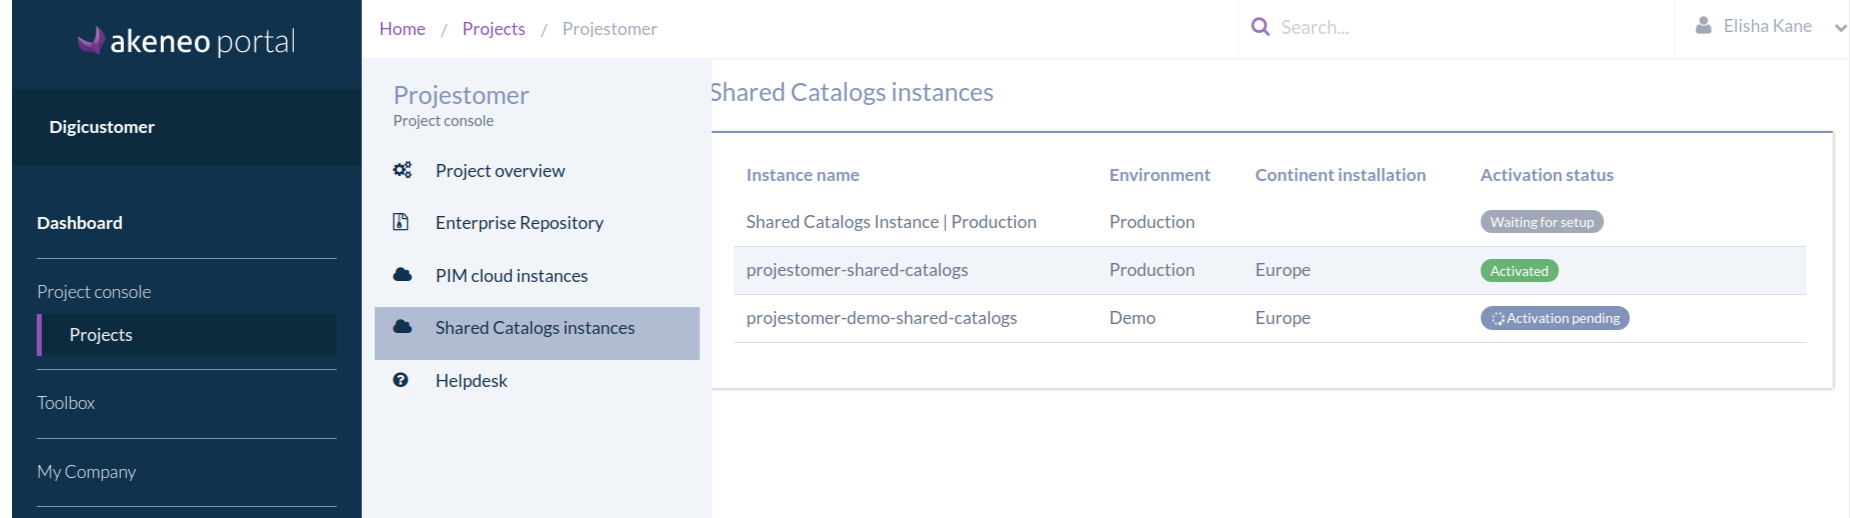 akeneo portal
Digicustomer
Dashboard
Project console
Projects
Toolbox
My Company
Home / Projects / Projestomer
Search...
Elisha Kane
Projestomer
Project console
Project overview
Enterprise Repository
PIM cloud instances
Shared Catalogs instances
Helpdesk
Shared Catalogs instances
Instance name Environment Continent installation Activation status
Shared Catalogs Instance | Production Production Waiting for setup
projestomer-shared-catalogs Production Europe Activated
projestomer-demo-shared-catalogs Demo Europe Activation pending